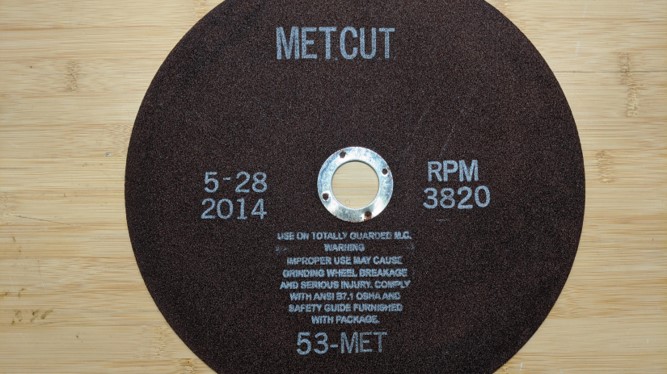 METCUT
5-28
2014
RPM
3820
USE ON TOTALLY GUARDED M.C.
WARNING
IMPROPER USE MAY CAUSE
GRINDING WHEEL BREAKAGE
AND SERIOUS INJURY. COMPLY
WITH ANSI B7.1 OSHA AND
SAFETY GUIDE FURNISHED
WITH PACKAGE.
53-MET